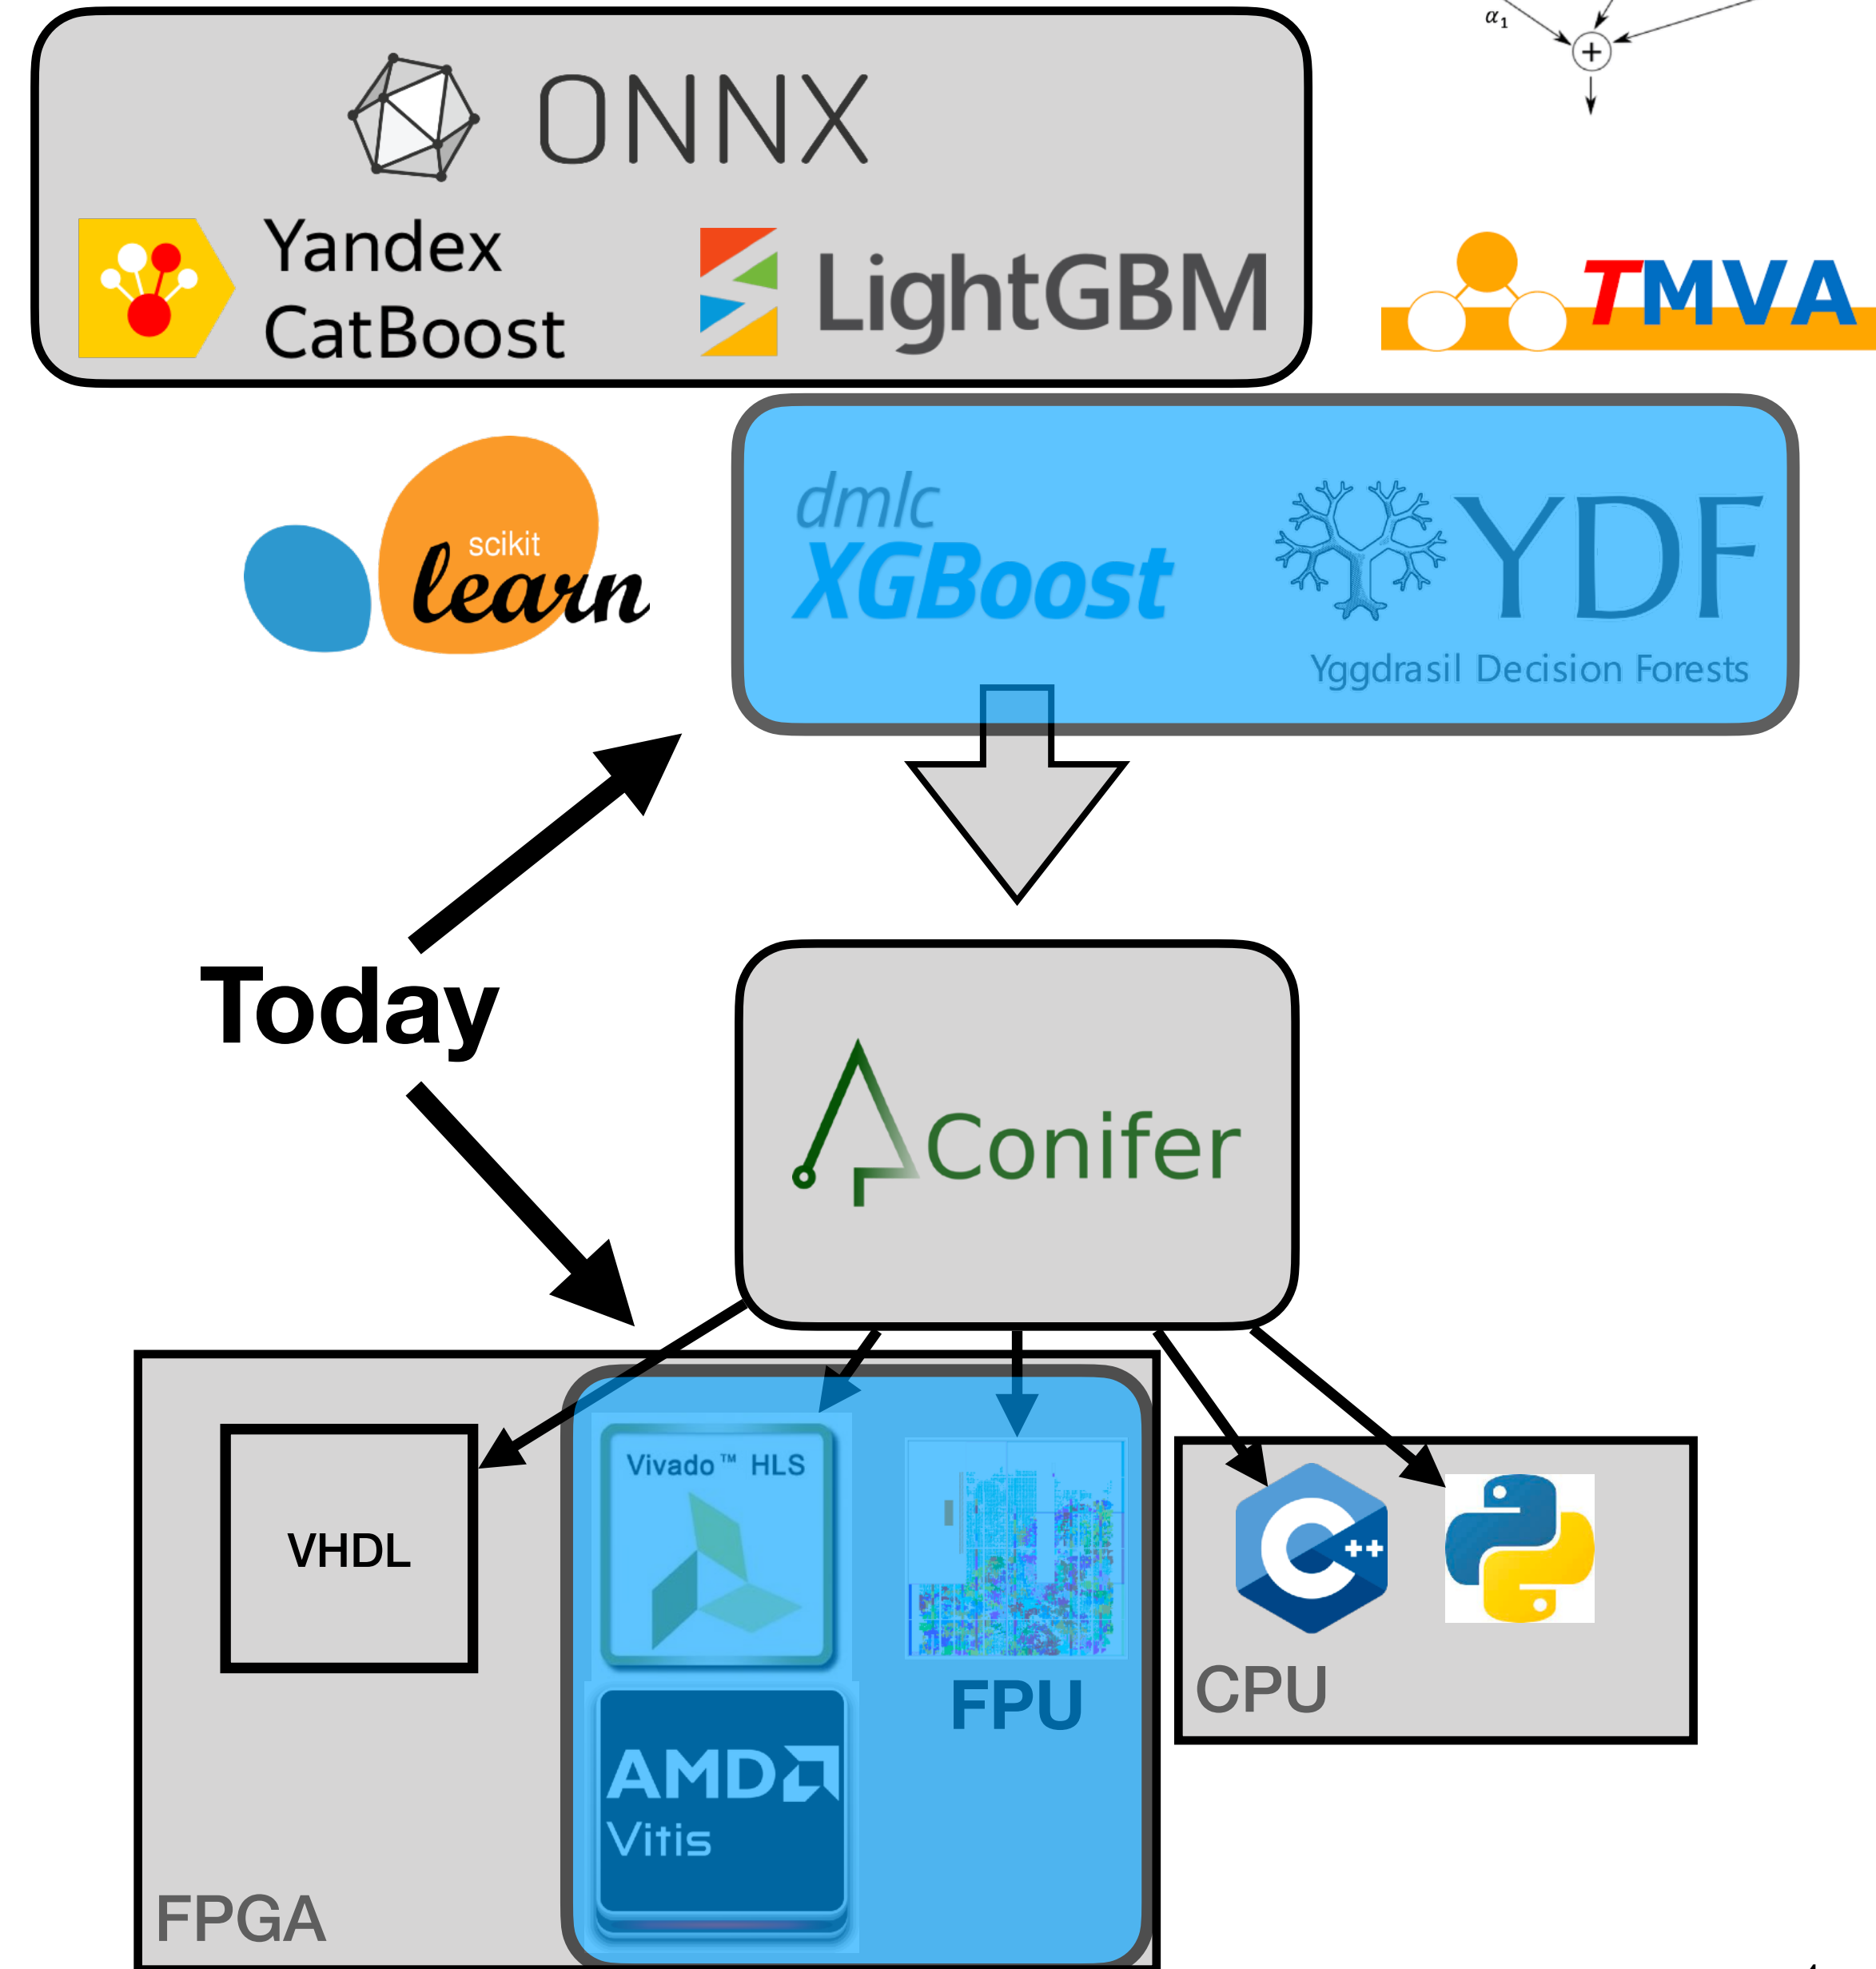 α1
+
ONNX
Yandex
CatBoost
LightGBM
TMVA
scikit
learn
dmlc
XGBoost
YDF
Yggdrasil Decision Forests
Today
Conifer
VHDL
Vivado™ HLS
FPU
AMD
Vitis
FPGA
C++
CPU